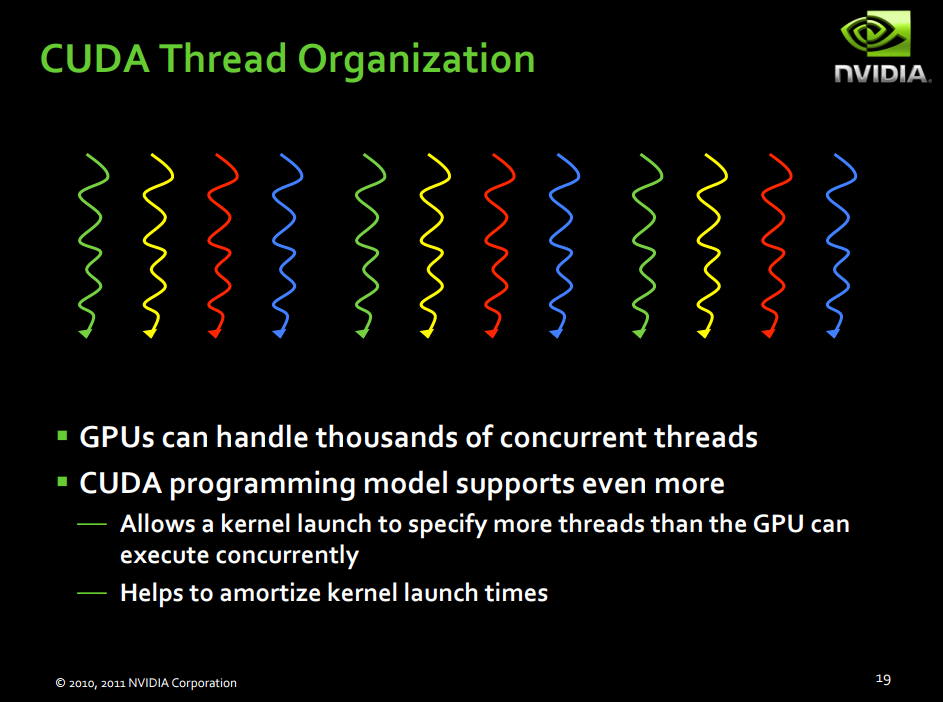 CUDA Thread Organization
NVIDIA.
▪ GPUs can handle thousands of concurrent threads
▪ CUDA programming model supports even more
— Allows a kernel launch to specify more threads than the GPU can
execute concurrently
— Helps to amortize kernel launch times
© 2010, 2011 NVIDIA Corporation
19